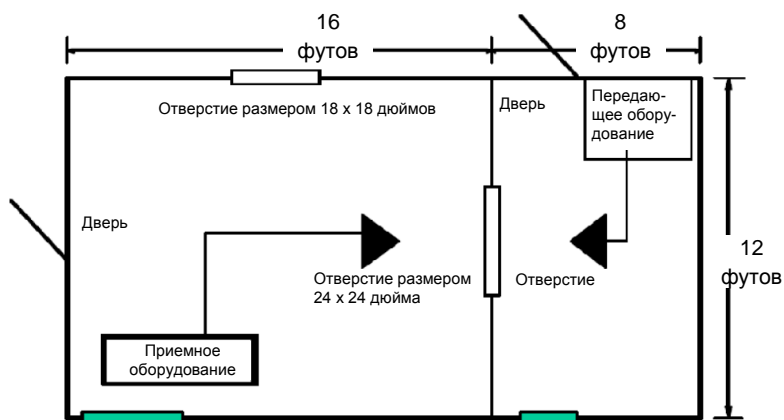 16
футов
8
футов
Отверстие размером 18 x 18 дюймов
Дверь
Передаю-
щее обору-
дование
Дверь
12
футов
Отверстие размером
24 x 24 дюйма
Отверстие
Приемное
оборудование